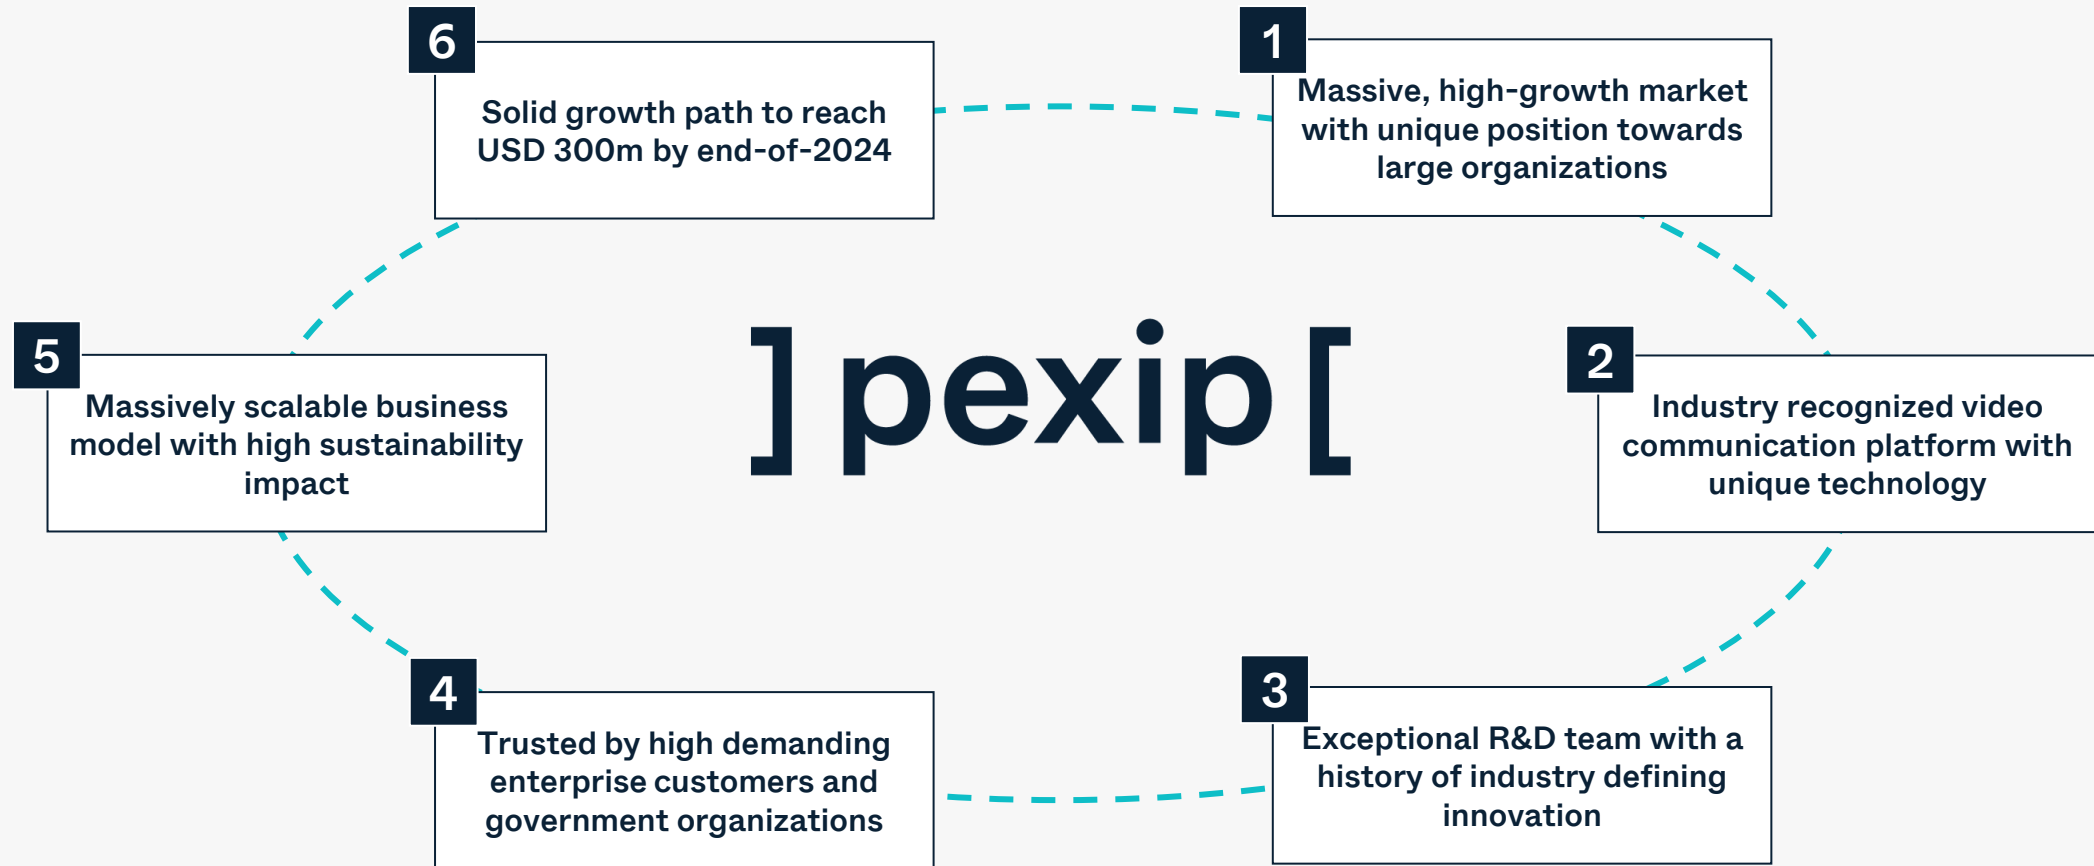 1
Massive, high-growth market
with unique position towards
large organizations
2
Industry recognized video
communication platform with
unique technology
3
Exceptional R&D team with a
history of industry defining
innovation
4
Trusted by high demanding
enterprise customers and
government organizations
5
Massively scalable business
model with high sustainability
impact
6
Solid growth path to reach
USD 300m by end-of-2024
]pexip[